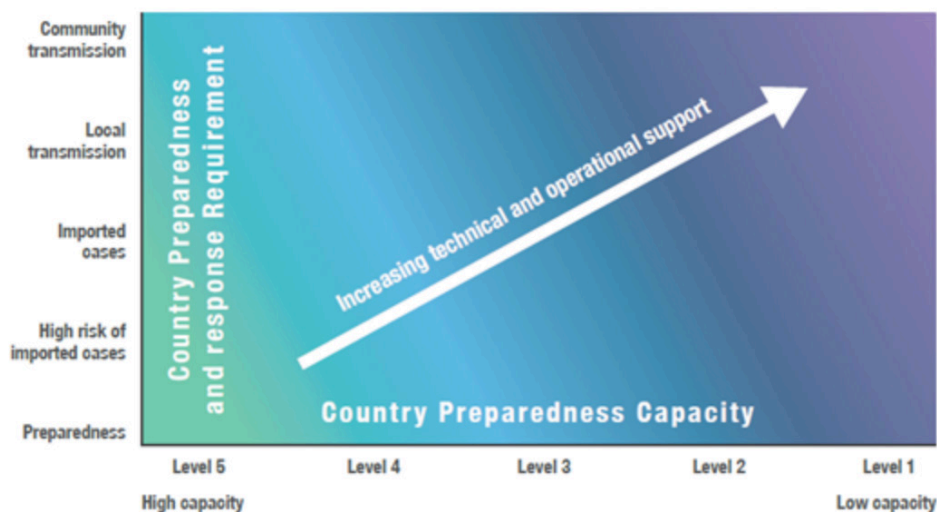 Community
transmission
Local
transmission
Imported
cases
High risk of
imported cases
Preparedness
Country Preparedness
and response Requirement
Increasing technical and operational support
Country Preparedness Capacity
Level 5
Level 4
Level 3
Level 2
Level 1
High capacity
Low capacity